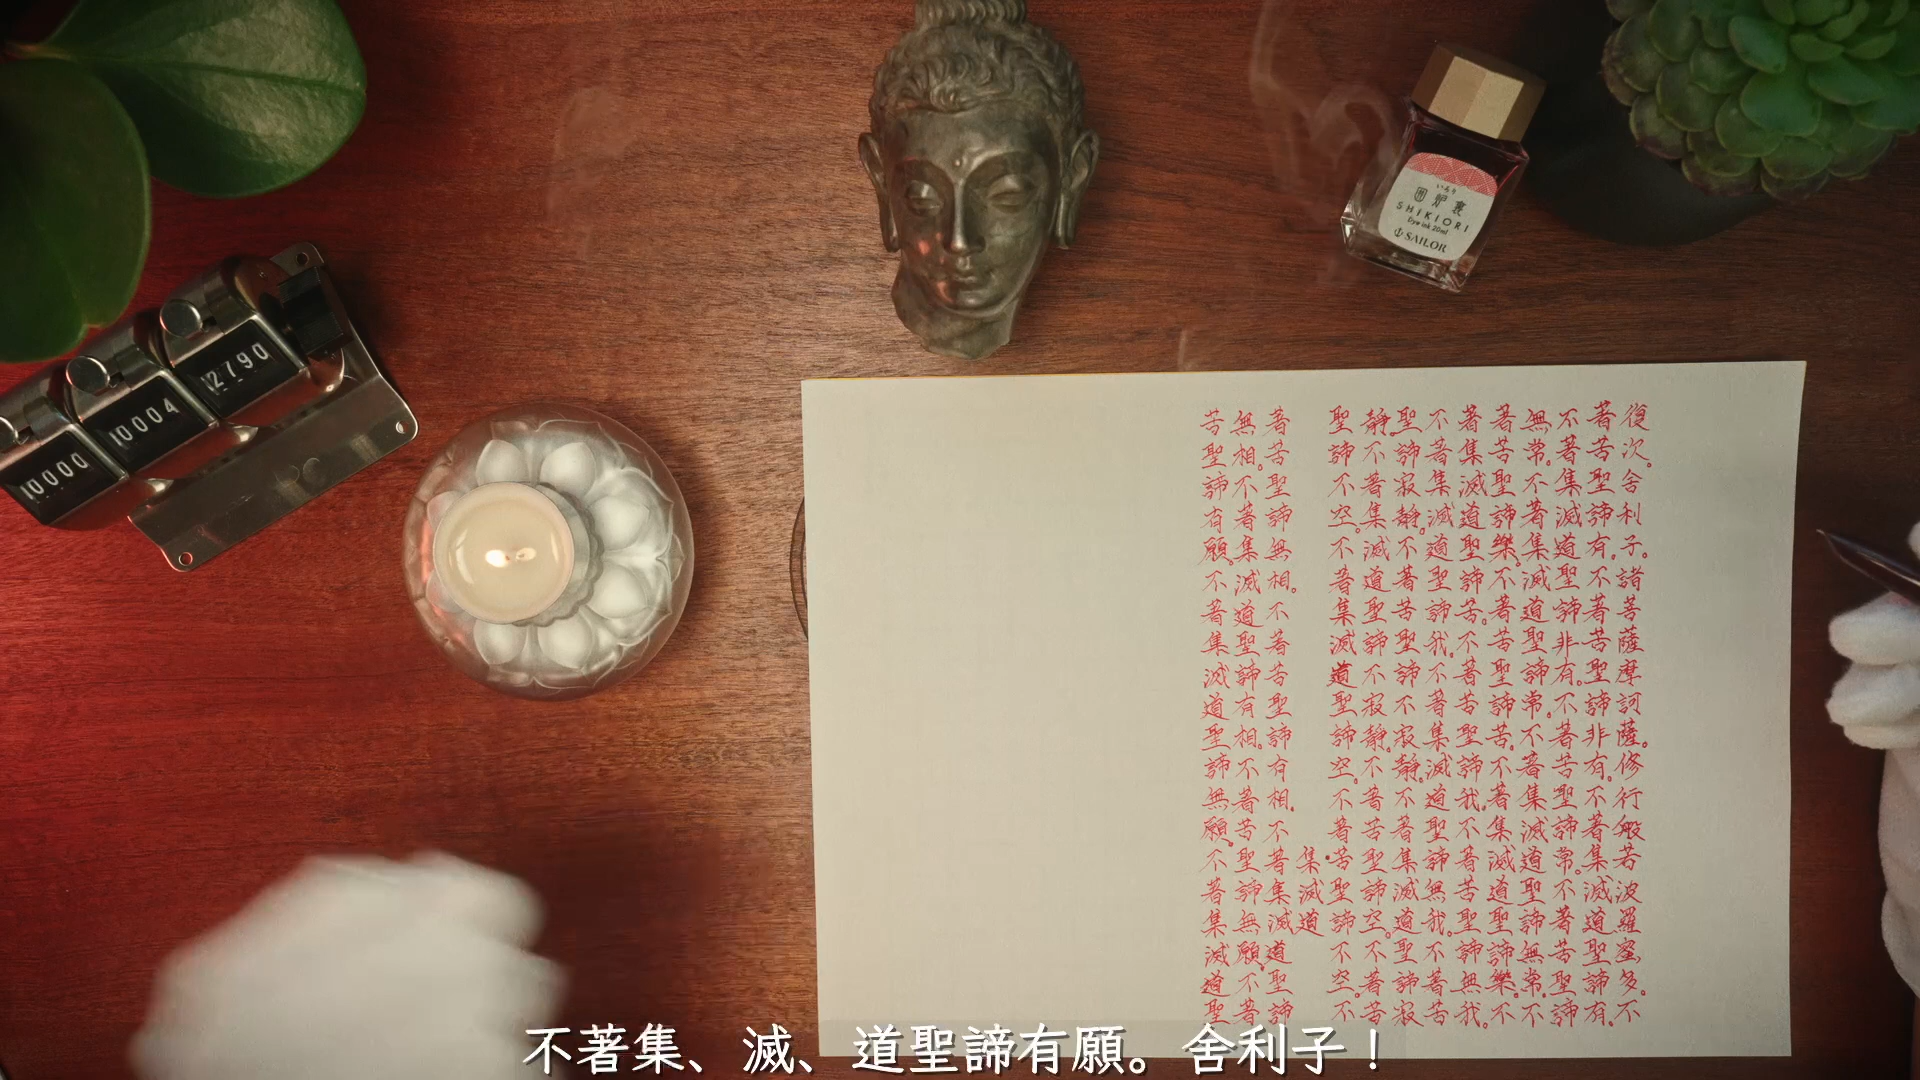 10000
10004
12790
いろり
囲炉裏
SHIKIORI
Dye ink 20ml
SAILOR
復次。舍利子。諸菩薩摩訶薩。修行般若波羅蜜多。不
著苦聖諦有。不著苦聖諦非有。不著集滅道聖諦有。
不著集滅道聖諦非有。不著苦聖諦常。不著苦聖諦
無常。不著集滅道聖諦常。不著集滅道聖諦無常。不
著苦聖諦樂。不著苦聖諦苦。不著集滅道聖諦樂。不
著集滅道聖諦苦。不著苦聖諦我。不著苦聖諦無我。
不著集滅道聖諦我。不著集滅道聖諦無我。不著苦
聖諦寂靜。不著苦聖諦不寂靜。不著集滅道聖諦寂
靜。不著集滅道聖諦不寂靜。不著苦聖諦空。不著苦
聖諦不空。不著集滅道聖諦空。不著苦聖諦不空。不
集滅道
著苦聖諦無相。不著苦聖諦有相。不著集滅道聖諦
無相。不著集滅道聖諦有相。不著苦聖諦無願。不著
苦聖諦有願。不著集滅道聖諦無願。不著集滅道聖
不著集、滅、道聖諦有願。舍利子！